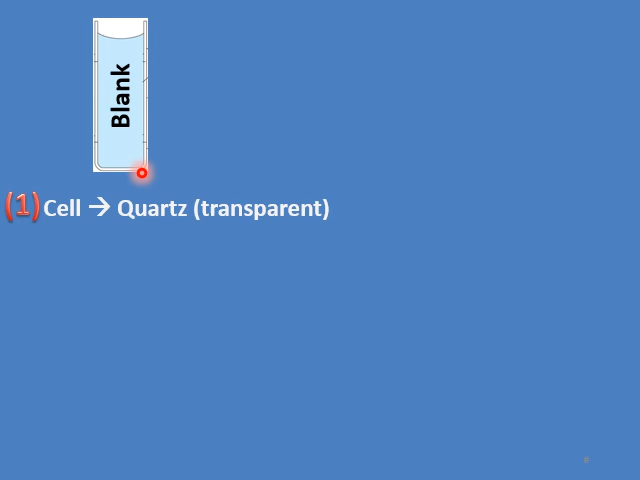 Blank
(1) Cell → Quartz (transparent)